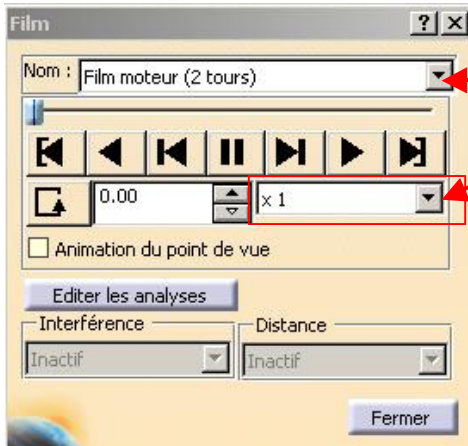 Film
Nom : Film moteur (2 tours)
0.00 x 1
Animation du point de vue
Editer les analyses
Interférence Distance
Inactif Inactif
Fermer